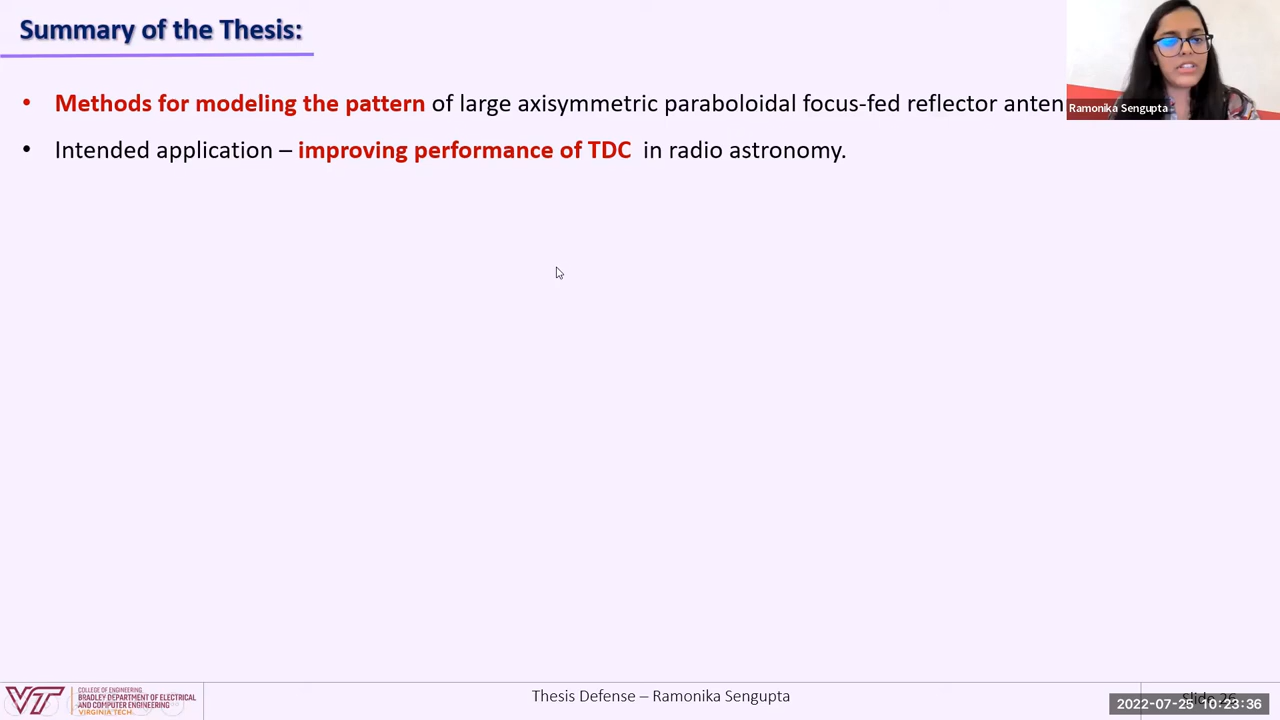 Summary of the Thesis:
• Methods for modeling the pattern of large axisymmetric paraboloidal focus-fed reflector anten
Ramonika Sengupta
• Intended application – improving performance of TDC in radio astronomy.
COLLEGE OF ENGINEERING
BRADLEY DEPARTMENT OF ELECTRICAL
AND COMPUTER ENGINEERING
VIRGINIA TECH
VT
Thesis Defense – Ramonika Sengupta
2022-07-25 10:23:36